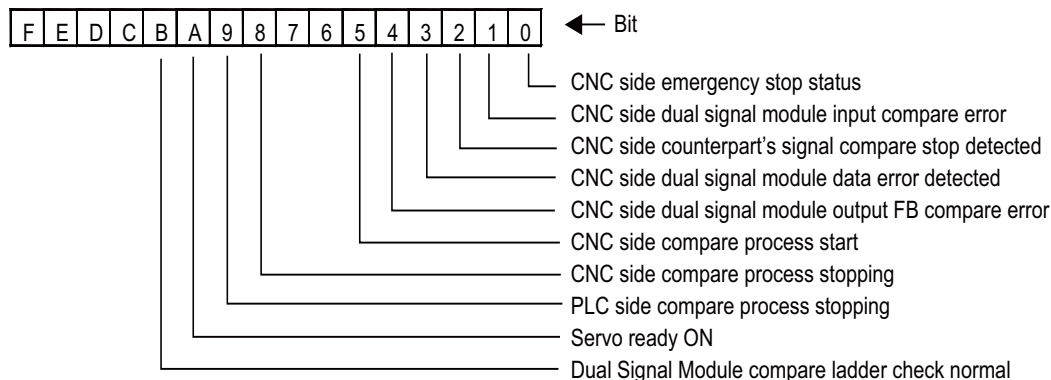 F E D C B A 9 8 7 6 5 4 3 2 1 0 Bit
CNC side emergency stop status
CNC side dual signal module input compare error
CNC side counterpart's signal compare stop detected
CNC side dual signal module data error detected
CNC side dual signal module output FB compare error
CNC side compare process start
CNC side compare process stopping
PLC side compare process stopping
Servo ready ON
Dual Signal Module compare ladder check normal